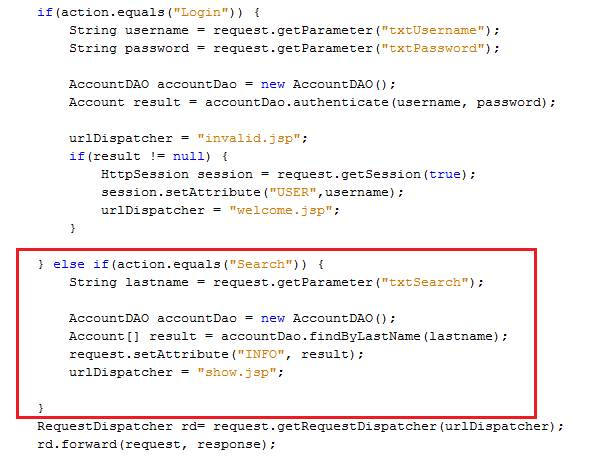 if(action.equals("Login")) {
String username = request.getParameter("txtUsername");
String password = request.getParameter("txtPassword");
AccountDAO accountDao = new AccountDAO();
Account result = accountDao.authenticate(username, password);
urlDispatcher = "invalid.jsp";
if(result != null) {
HttpSession session = request.getSession(true);
session.setAttribute("USER",username);
urlDispatcher = "welcome.jsp";
}
} else if(action.equals("Search")) {
String lastname = request.getParameter("txtSearch");
AccountDAO accountDao = new AccountDAO();
Account[] result = accountDao.findByLastName(lastname);
request.setAttribute("INFO", result);
urlDispatcher = "show.jsp";
}
RequestDispatcher rd= request.getRequestDispatcher(urlDispatcher);
rd.forward(request, response);